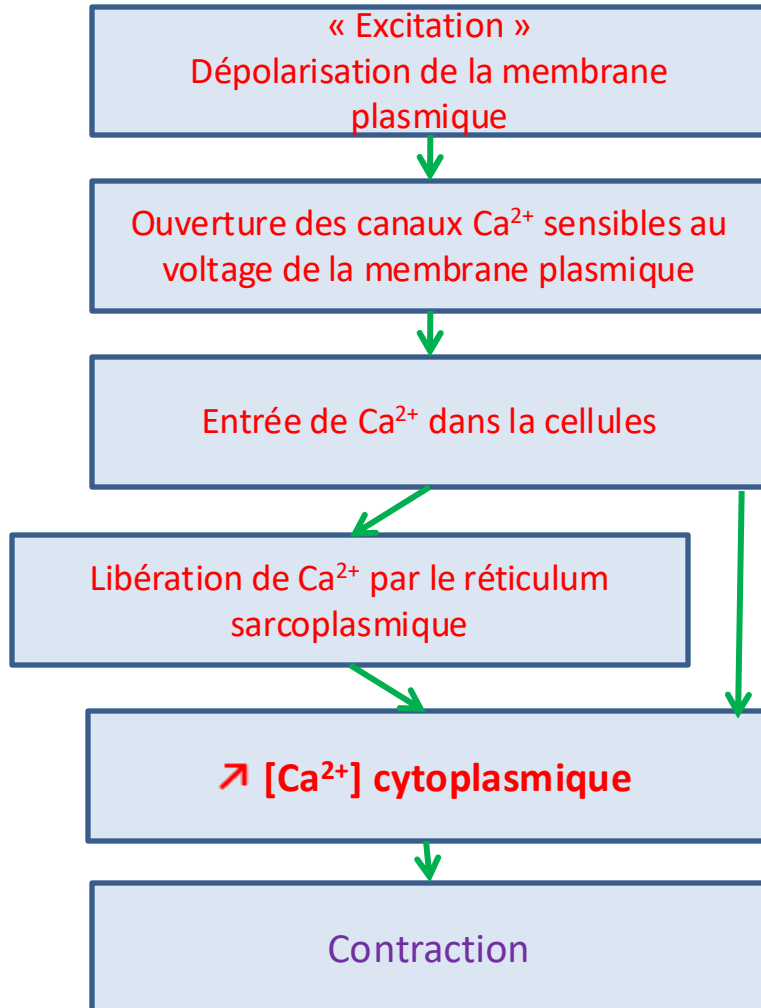 « Excitation »
Dépolarisation de la membrane
plasmique
Ouverture des canaux Ca²⁺ sensibles au
voltage de la membrane plasmique
Entrée de Ca²⁺ dans la cellules
Libération de Ca²⁺ par le réticulum
sarcoplasmique
↗ [Ca²⁺] cytoplasmique
Contraction